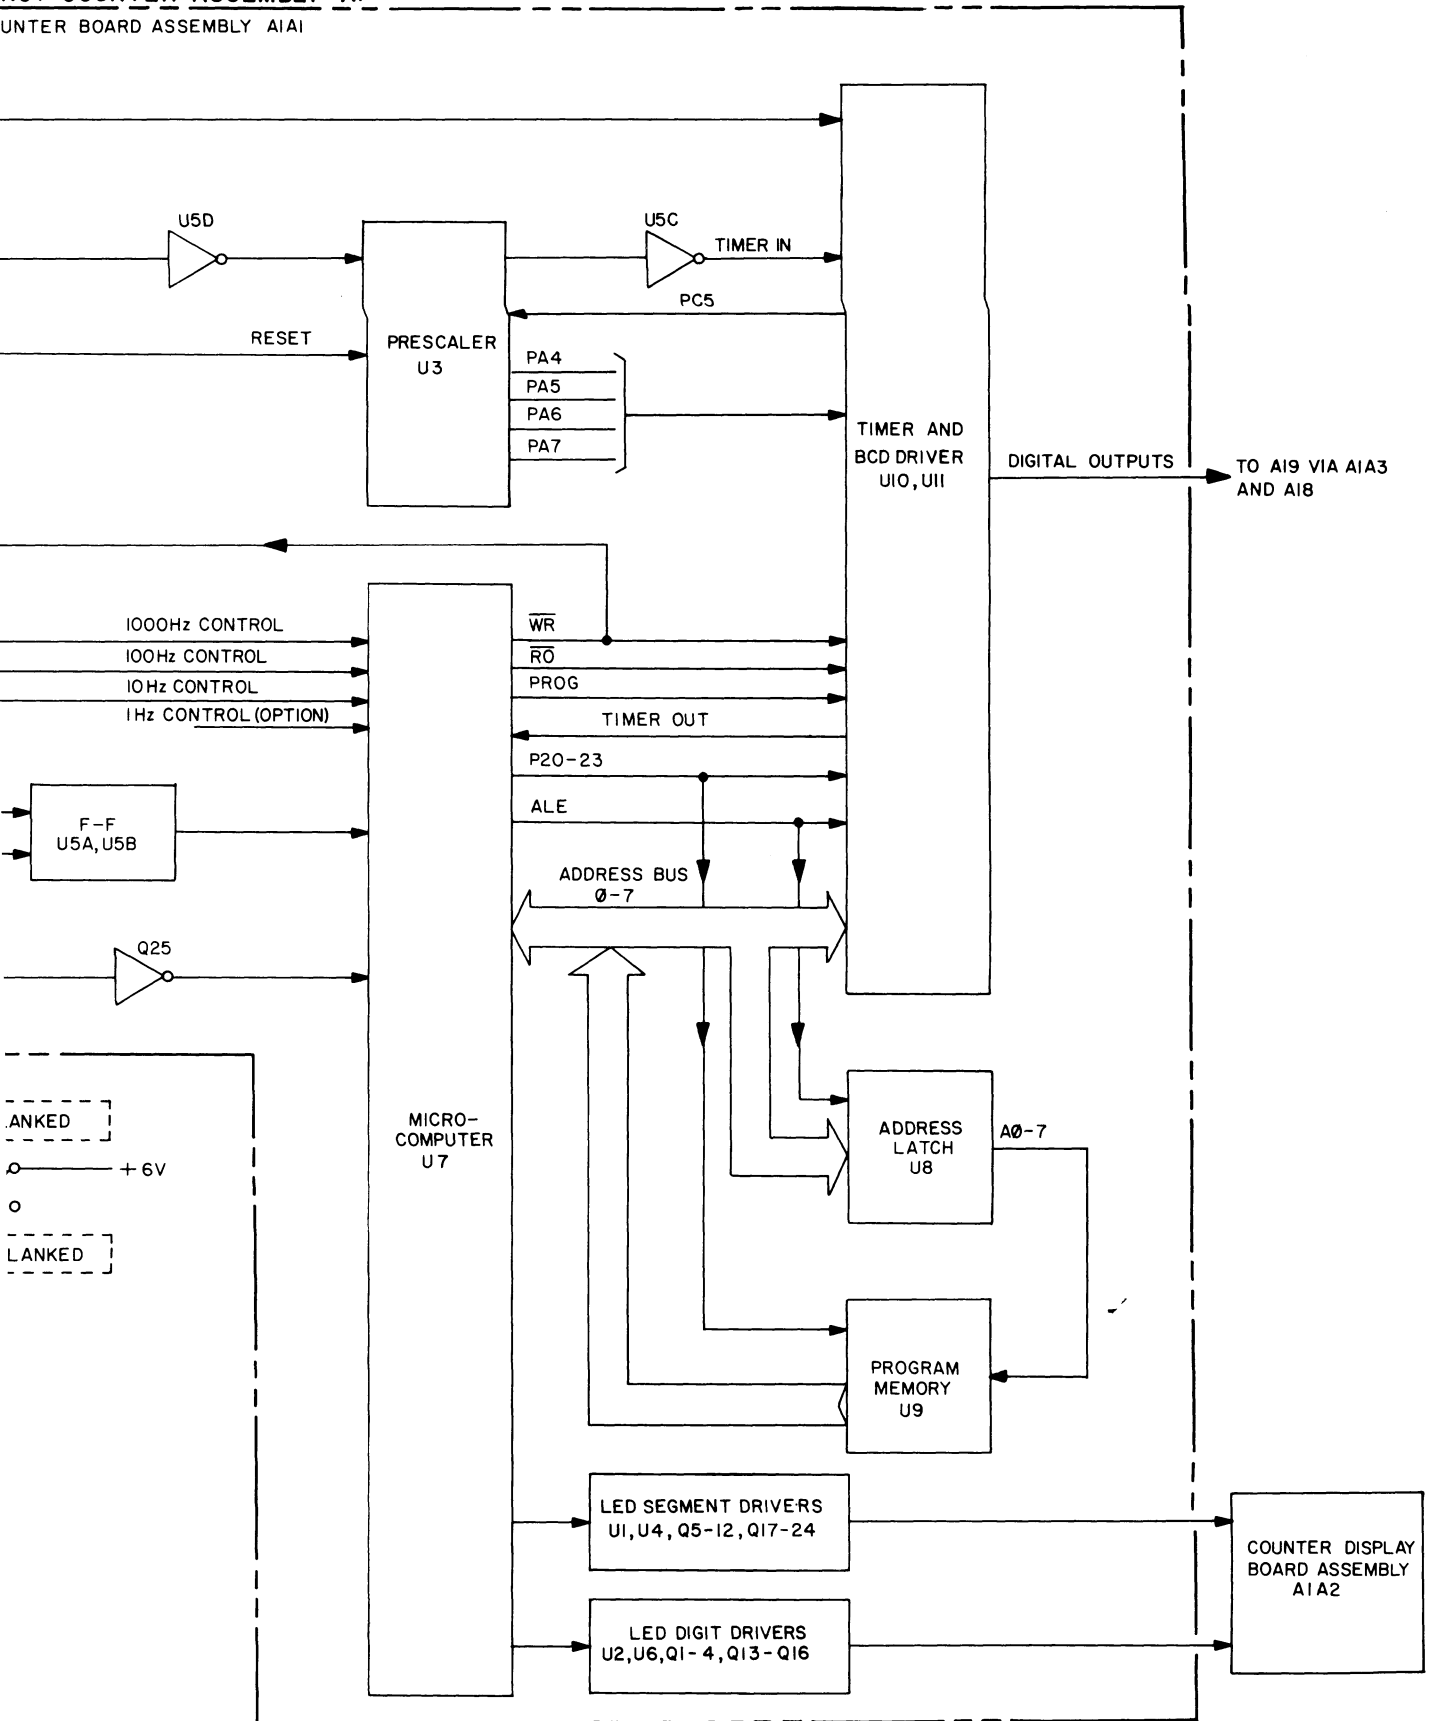 COUNTER ASSEMBLY
UNTER BOARD ASSEMBLY A1A1
U5D
U5C
TIMER IN
PC5
RESET
PRESCALER
U3
PA4
PA5
PA6
PA7
TIMER AND
BCD DRIVER
U10, U11
DIGITAL OUTPUTS
TO A19 VIA A1A3
AND A18
1000Hz CONTROL
100Hz CONTROL
10Hz CONTROL
1Hz CONTROL (OPTION)
WR
RO
PROG
TIMER OUT
P20-23
ALE
F-F
U5A, U5B
ADDRESS BUS
Ø-7
Q25
ANKED
+6V
LANKED
MICRO-
COMPUTER
U7
ADDRESS
LATCH
U8
AØ-7
PROGRAM
MEMORY
U9
LED SEGMENT DRIVERS
U1, U4, Q5-12, Q17-24
LED DIGIT DRIVERS
U2, U6, Q1-4, Q13-Q16
COUNTER DISPLAY
BOARD ASSEMBLY
A1A2